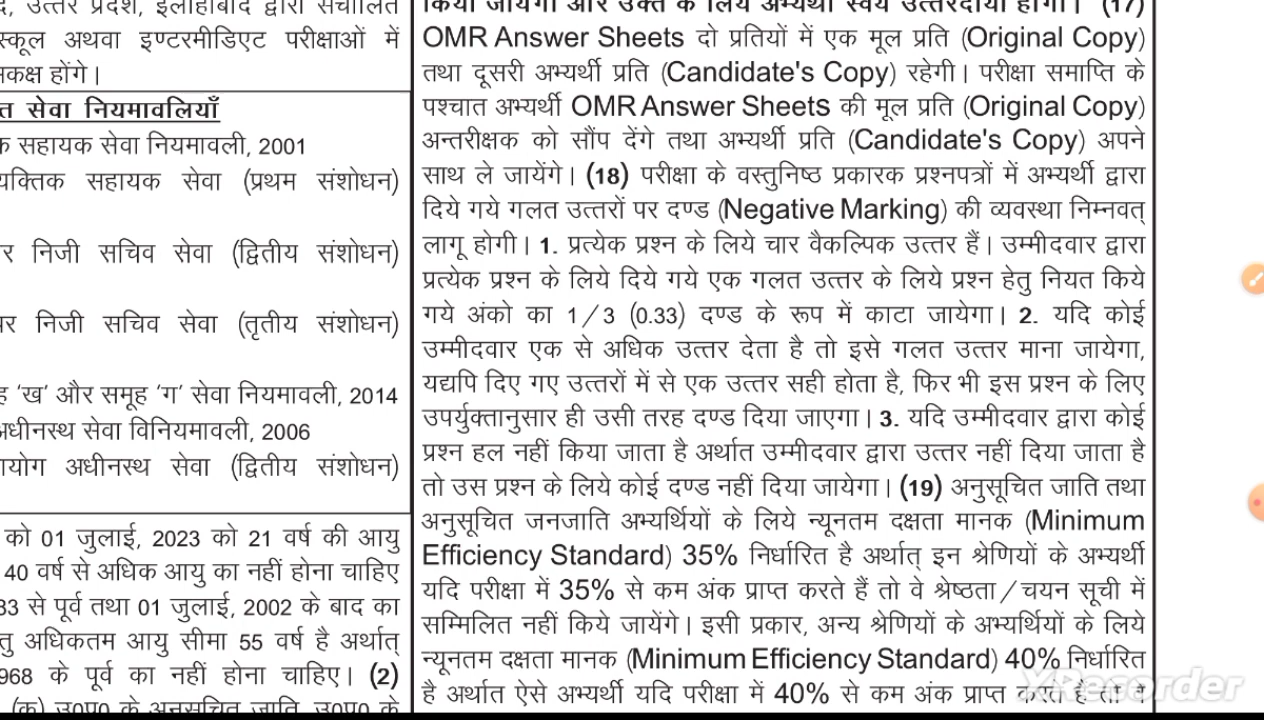 द, उत्तर प्रदेश, इलाहाबाद द्वारा संचालित
स्कूल अथवा इण्टरमीडिएट परीक्षाओं में
कक्ष होंगे।
त सेवा नियमावलियाँ
क सहायक सेवा नियमावली, 2001
यक्तिक सहायक सेवा (प्रथम संशोधन)
र निजी सचिव सेवा (द्वितीय संशोधन)
र निजी सचिव सेवा (तृतीय संशोधन)
ह ‘ख’ और समूह ‘ग’ सेवा नियमावली, 2014
अधीनस्थ सेवा विनियमावली, 2006
योग अधीनस्थ सेवा (द्वितीय संशोधन)
को 01 जुलाई, 2023 को 21 वर्ष की आयु
40 वर्ष से अधिक आयु का नहीं होना चाहिए
83 से पूर्व तथा 01 जुलाई, 2002 के बाद का
तु अधिकतम आयु सीमा 55 वर्ष है अर्थात्
968 के पूर्व का नहीं होना चाहिए। (2)
(क) उ0प्र0 के अनुसूचित जाति, उ0प्र0 के
किया जायेगा और उक्त के लिये अभ्यर्थी स्वयं उत्तरदायी होगा। (17)
OMR Answer Sheets दो प्रतियों में एक मूल प्रति (Original Copy)
तथा दूसरी अभ्यर्थी प्रति (Candidate's Copy) रहेगी। परीक्षा समाप्ति के
पश्चात अभ्यर्थी OMR Answer Sheets की मूल प्रति (Original Copy)
अन्तरीक्षक को सौंप देंगे तथा अभ्यर्थी प्रति (Candidate's Copy) अपने
साथ ले जायेंगे। (18) परीक्षा के वस्तुनिष्ठ प्रकारक प्रश्नपत्रों में अभ्यर्थी द्वारा
दिये गये गलत उत्तरों पर दण्ड (Negative Marking) की व्यवस्था निम्नवत्
लागू होगी। 1. प्रत्येक प्रश्न के लिये चार वैकल्पिक उत्तर हैं। उम्मीदवार द्वारा
प्रत्येक प्रश्न के लिये दिये गये एक गलत उत्तर के लिये प्रश्न हेतु नियत किये
गये अंको का 1/3 (0.33) दण्ड के रूप में काटा जायेगा। 2. यदि कोई
उम्मीदवार एक से अधिक उत्तर देता है तो इसे गलत उत्तर माना जायेगा,
यद्यपि दिए गए उत्तरों में से एक उत्तर सही होता है, फिर भी इस प्रश्न के लिए
उपर्युक्तानुसार ही उसी तरह दण्ड दिया जाएगा। 3. यदि उम्मीदवार द्वारा कोई
प्रश्न हल नहीं किया जाता है अर्थात उम्मीदवार द्वारा उत्तर नहीं दिया जाता है
तो उस प्रश्न के लिये कोई दण्ड नहीं दिया जायेगा। (19) अनुसूचित जाति तथा
अनुसूचित जनजाति अभ्यर्थियों के लिये न्यूनतम दक्षता मानक (Minimum
Efficiency Standard) 35% निर्धारित है अर्थात् इन श्रेणियों के अभ्यर्थी
यदि परीक्षा में 35% से कम अंक प्राप्त करते हैं तो वे श्रेष्ठता/चयन सूची में
सम्मिलित नहीं किये जायेंगे। इसी प्रकार, अन्य श्रेणियों के अभ्यर्थियों के लिये
न्यूनतम दक्षता मानक (Minimum Efficiency Standard) 40% निर्धारित
है अर्थात ऐसे अभ्यर्थी यदि परीक्षा में 40% से कम अंक प्राप्त करते हैं तो वे
XRecorder